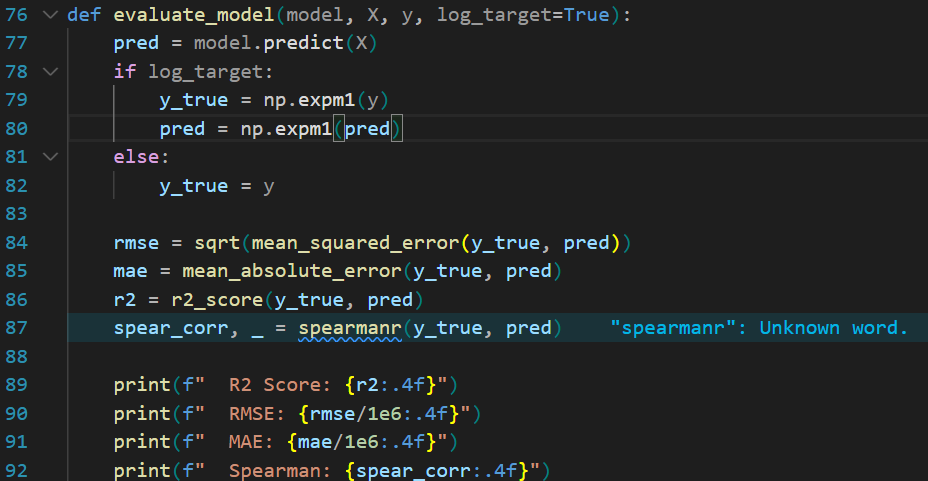 76 def evaluate_model(model, X, y, log_target=True):
77     pred = model.predict(X)
78     if log_target:
79         y_true = np.expm1(y)
80         pred = np.expm1(pred)
81     else:
82         y_true = y
83
84     rmse = sqrt(mean_squared_error(y_true, pred))
85     mae = mean_absolute_error(y_true, pred)
86     r2 = r2_score(y_true, pred)
87     spear_corr, _ = spearmanr(y_true, pred)    "spearmanr": Unknown word.
88
89     print(f"  R2 Score: {r2:.4f}")
90     print(f"  RMSE: {rmse/1e6:.4f}")
91     print(f"  MAE: {mae/1e6:.4f}")
92     print(f"  Spearman: {spear_corr:.4f}")